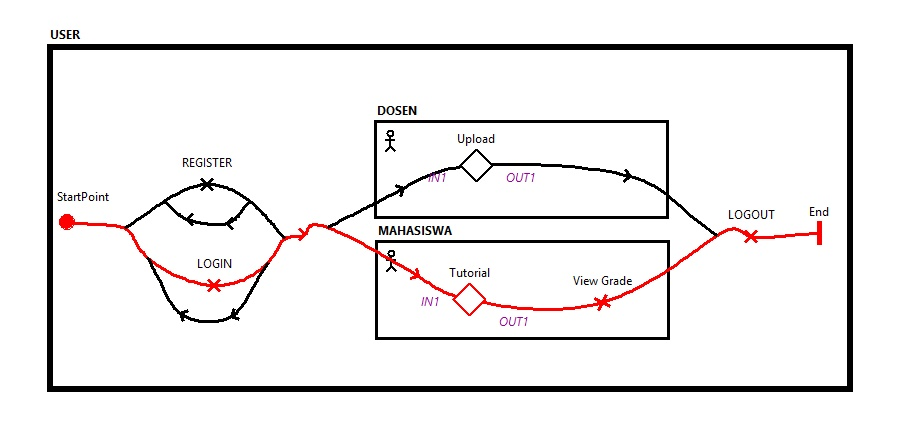 USER
DOSEN
Upload
IN1
OUT1
REGISTER
StartPoint
LOGIN
MAHASISWA
Tutorial
View Grade
IN1
OUT1
LOGOUT
End